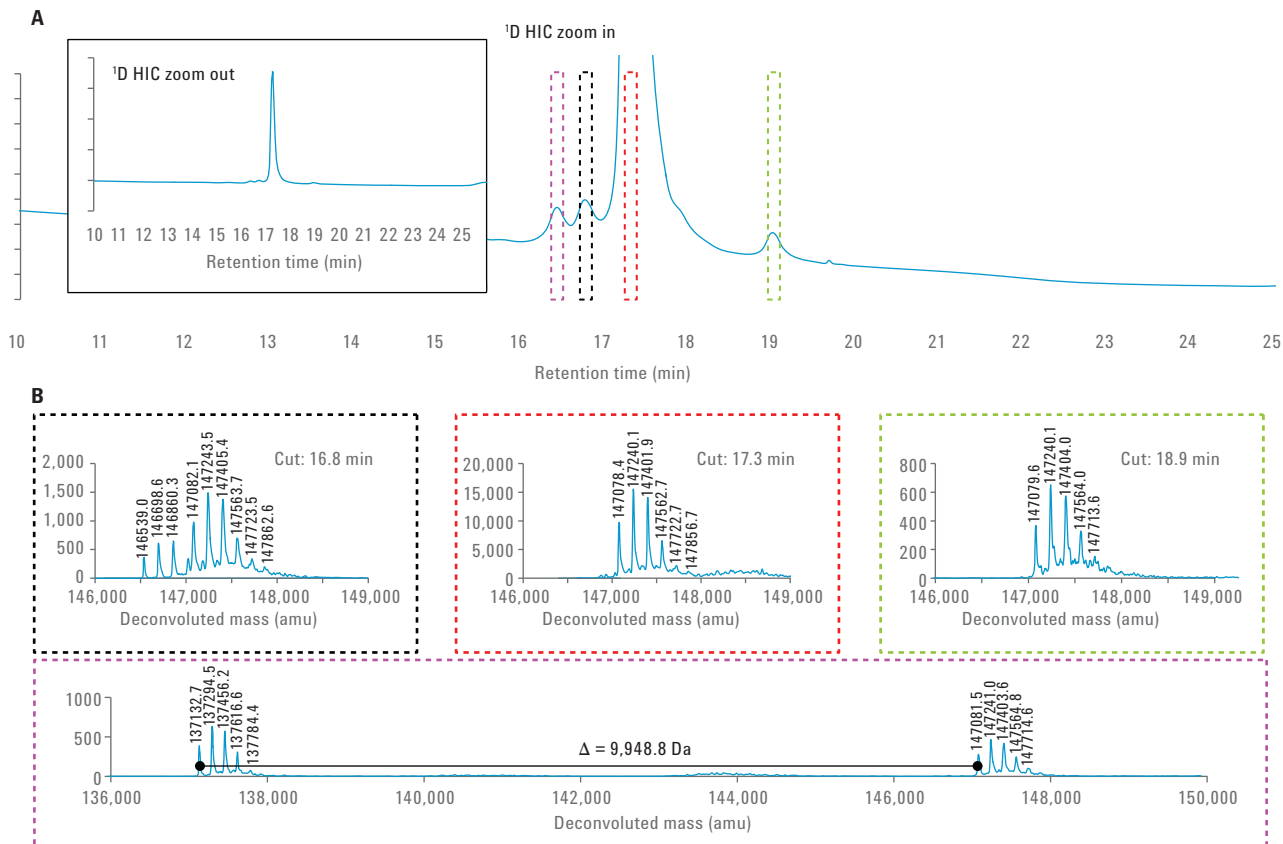 A
¹D HIC zoom in
¹D HIC zoom out
10 11 12 13 14 15 16 17 18 19 20 21 22 23 24 25
Retention time (min)
10 11 12 13 14 15 16 17 18 19 20 21 22 23 24 25
Retention time (min)
B
Cut: 16.8 min
2,000
1,500
1,000
500
0
146539.0
146698.6
146860.3
147082.1
147243.5
147405.4
147563.7
147723.5
147862.6
146,000 147,000 148,000 149,000
Deconvoluted mass (amu)
Cut: 17.3 min
20,000
15,000
10,000
5,000
0
147078.4
147240.1
147401.9
147562.7
147722.7
147856.7
146,000 147,000 148,000 149,000
Deconvoluted mass (amu)
Cut: 18.9 min
800
600
400
200
0
147079.6
147240.1
147404.0
147564.0
147713.6
146,000 147,000 148,000 149,000
Deconvoluted mass (amu)
1000
500
0
137132.7
137294.5
137456.2
137616.6
137784.4
Δ = 9,948.8 Da
147081.5
147241.0
147403.6
147564.8
147714.6
136,000 138,000 140,000 142,000 144,000 146,000 148,000 150,000
Deconvoluted mass (amu)